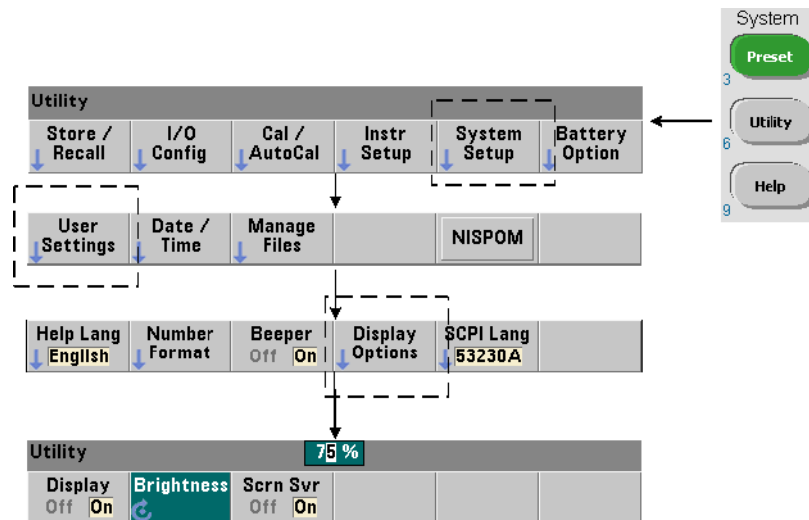 System
Preset
3
Utility
6
Help
9
Utility
Store / Recall
I/O Config
Cal / AutoCal
Instr Setup
System Setup
Battery Option
User Settings
Date / Time
Manage Files
NISPOM
Help Lang English
Number Format
Beeper Off On
Display Options
SCPI Lang 53230A
Utility
75 %
Display Off On
Brightness
Scrn Svr Off On